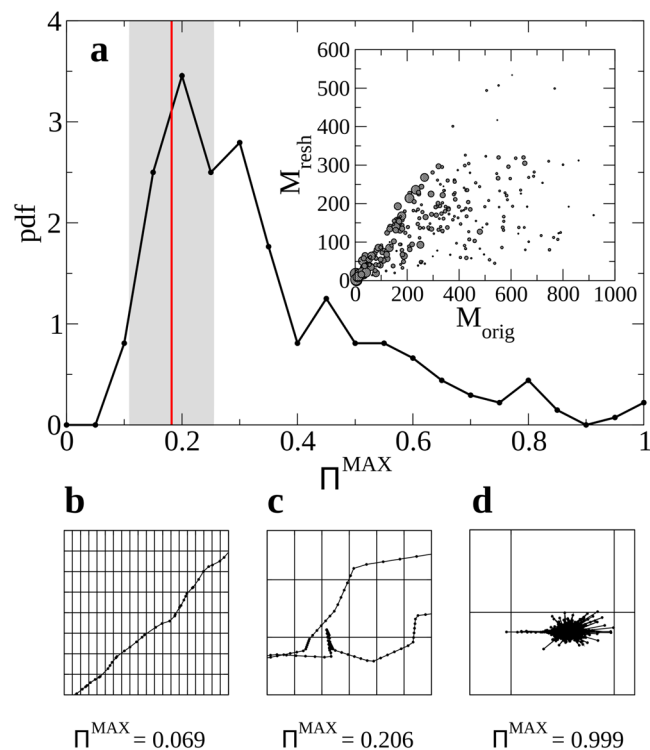 a
pdf
4
3
2
1
0
0 0.2 0.4 0.6 0.8 1
Π^MAX
M_resh
600
500
400
300
200
100
0
0 200 400 600 800 1000
M_orig
b c d
Π^MAX = 0.069 Π^MAX = 0.206 Π^MAX = 0.999